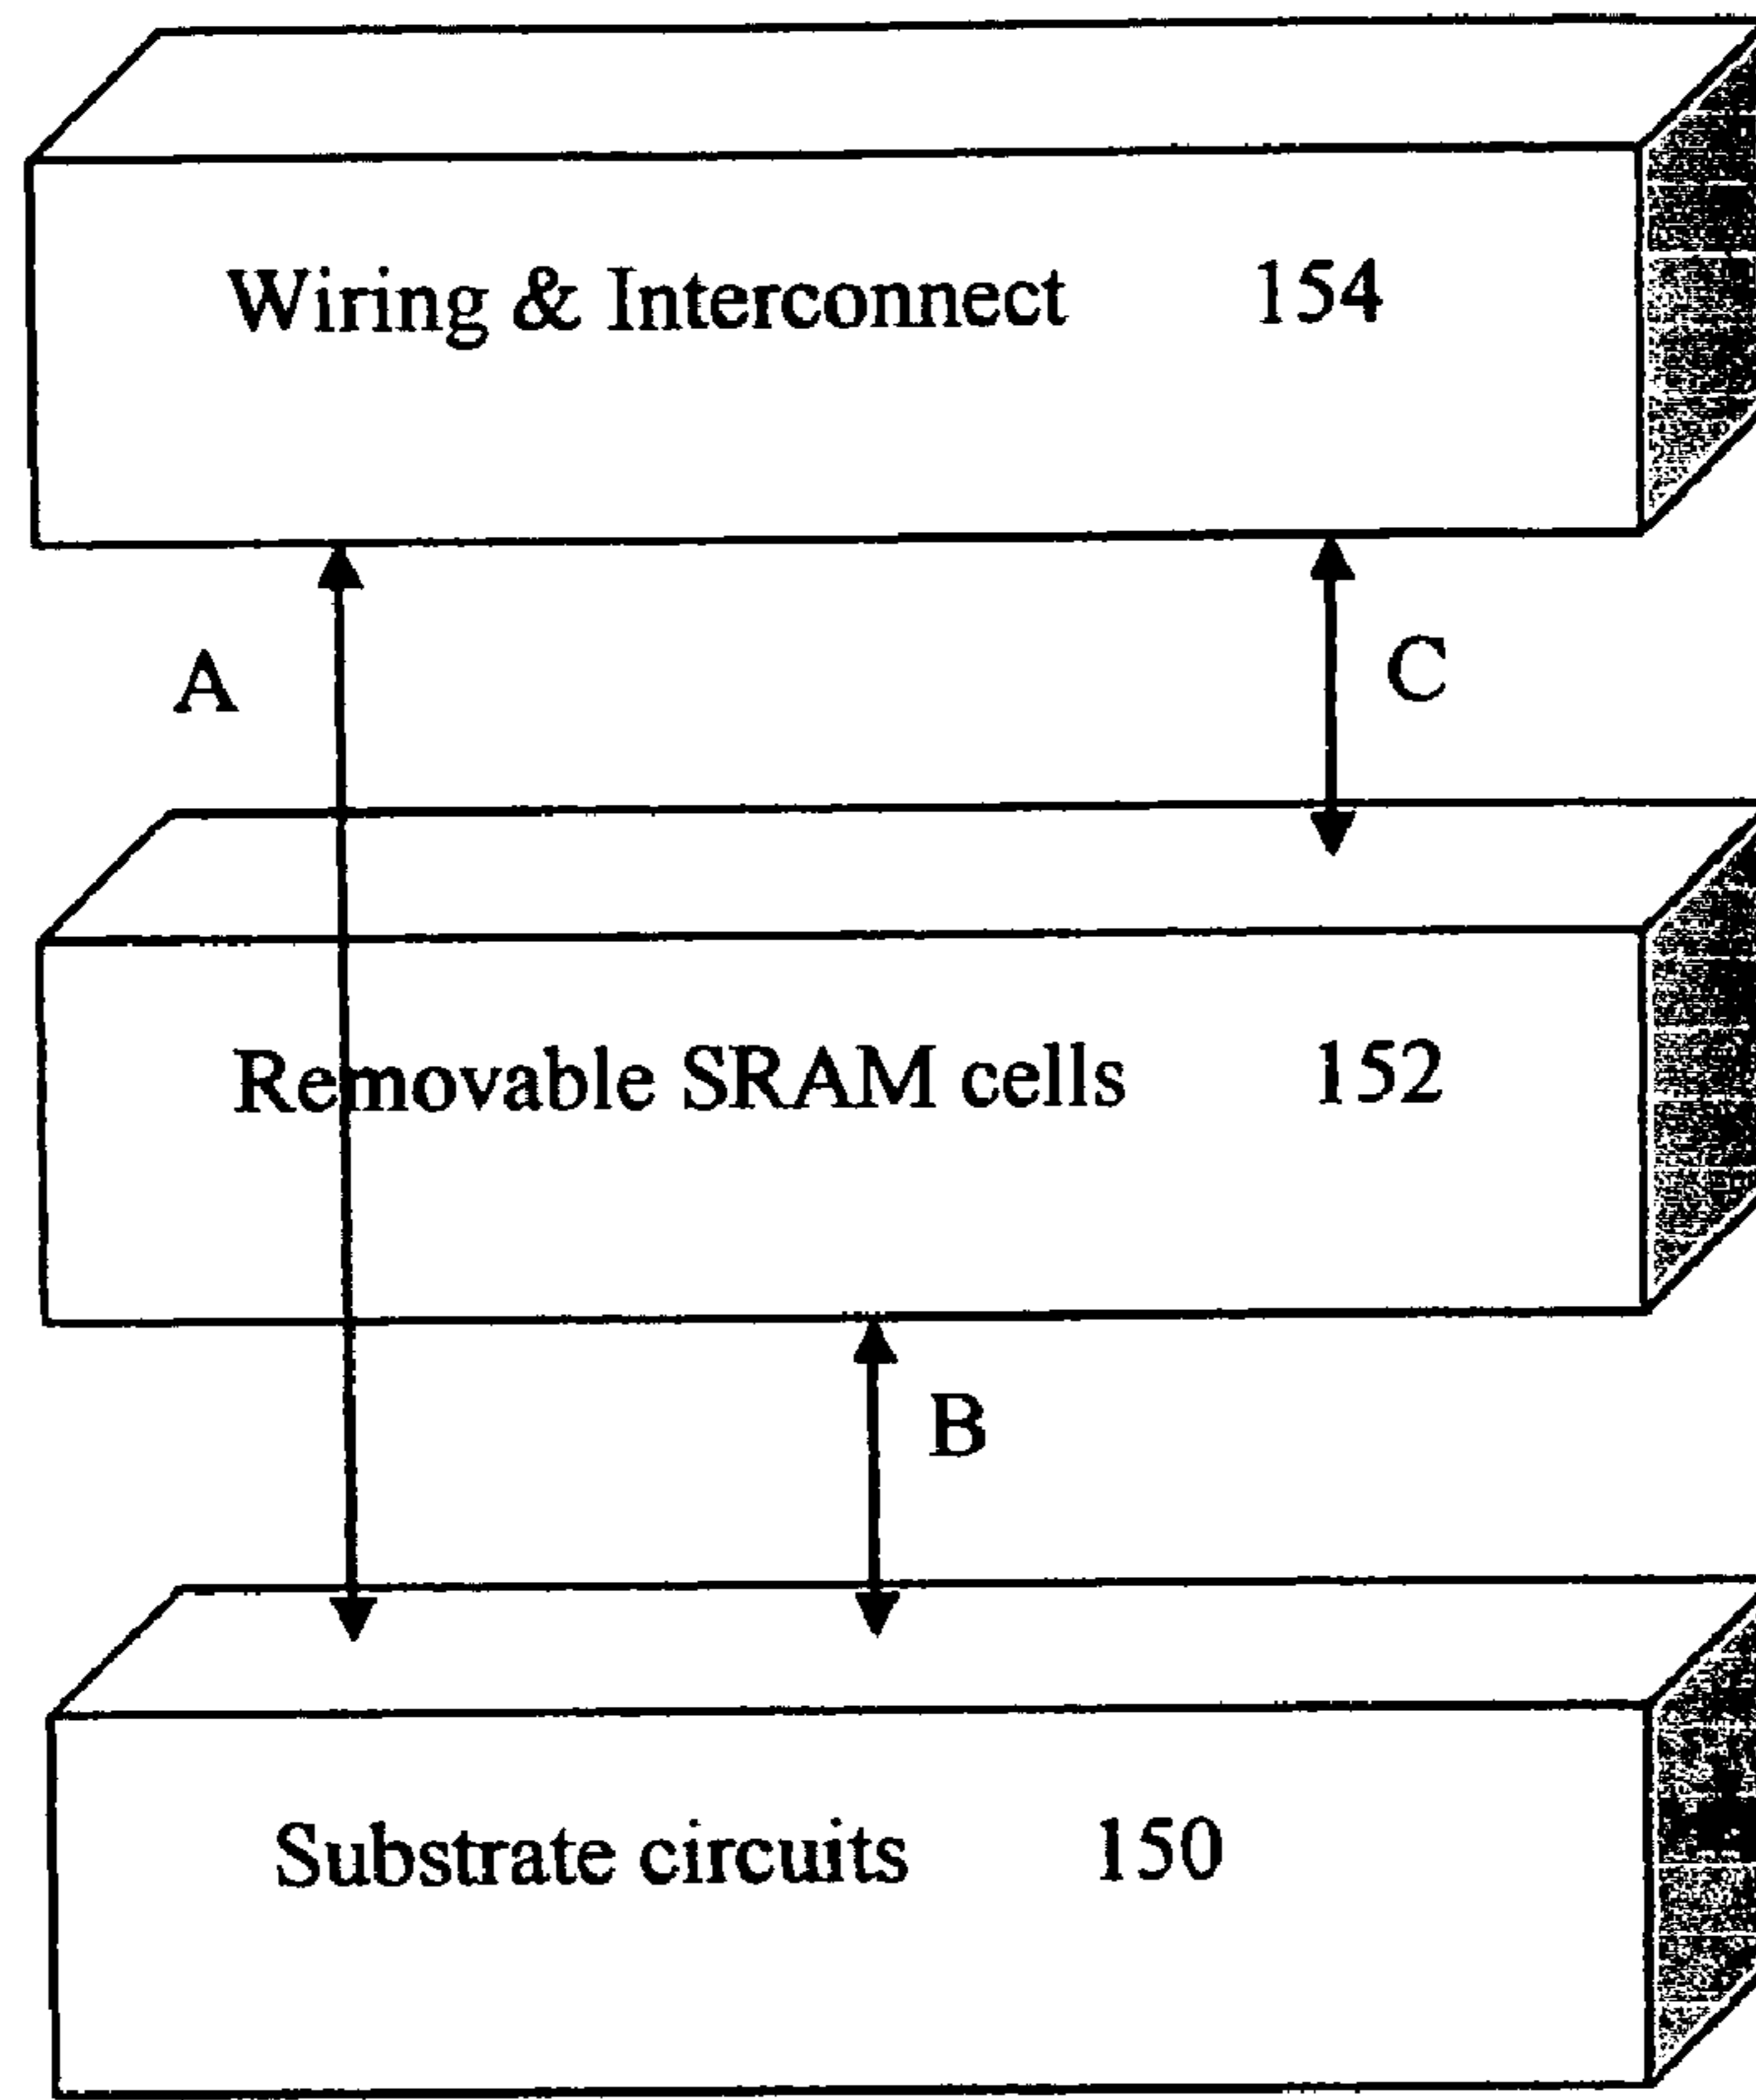 Wiring & Interconnect 154
A
C
Removable SRAM cells 152
B
Substrate circuits 150